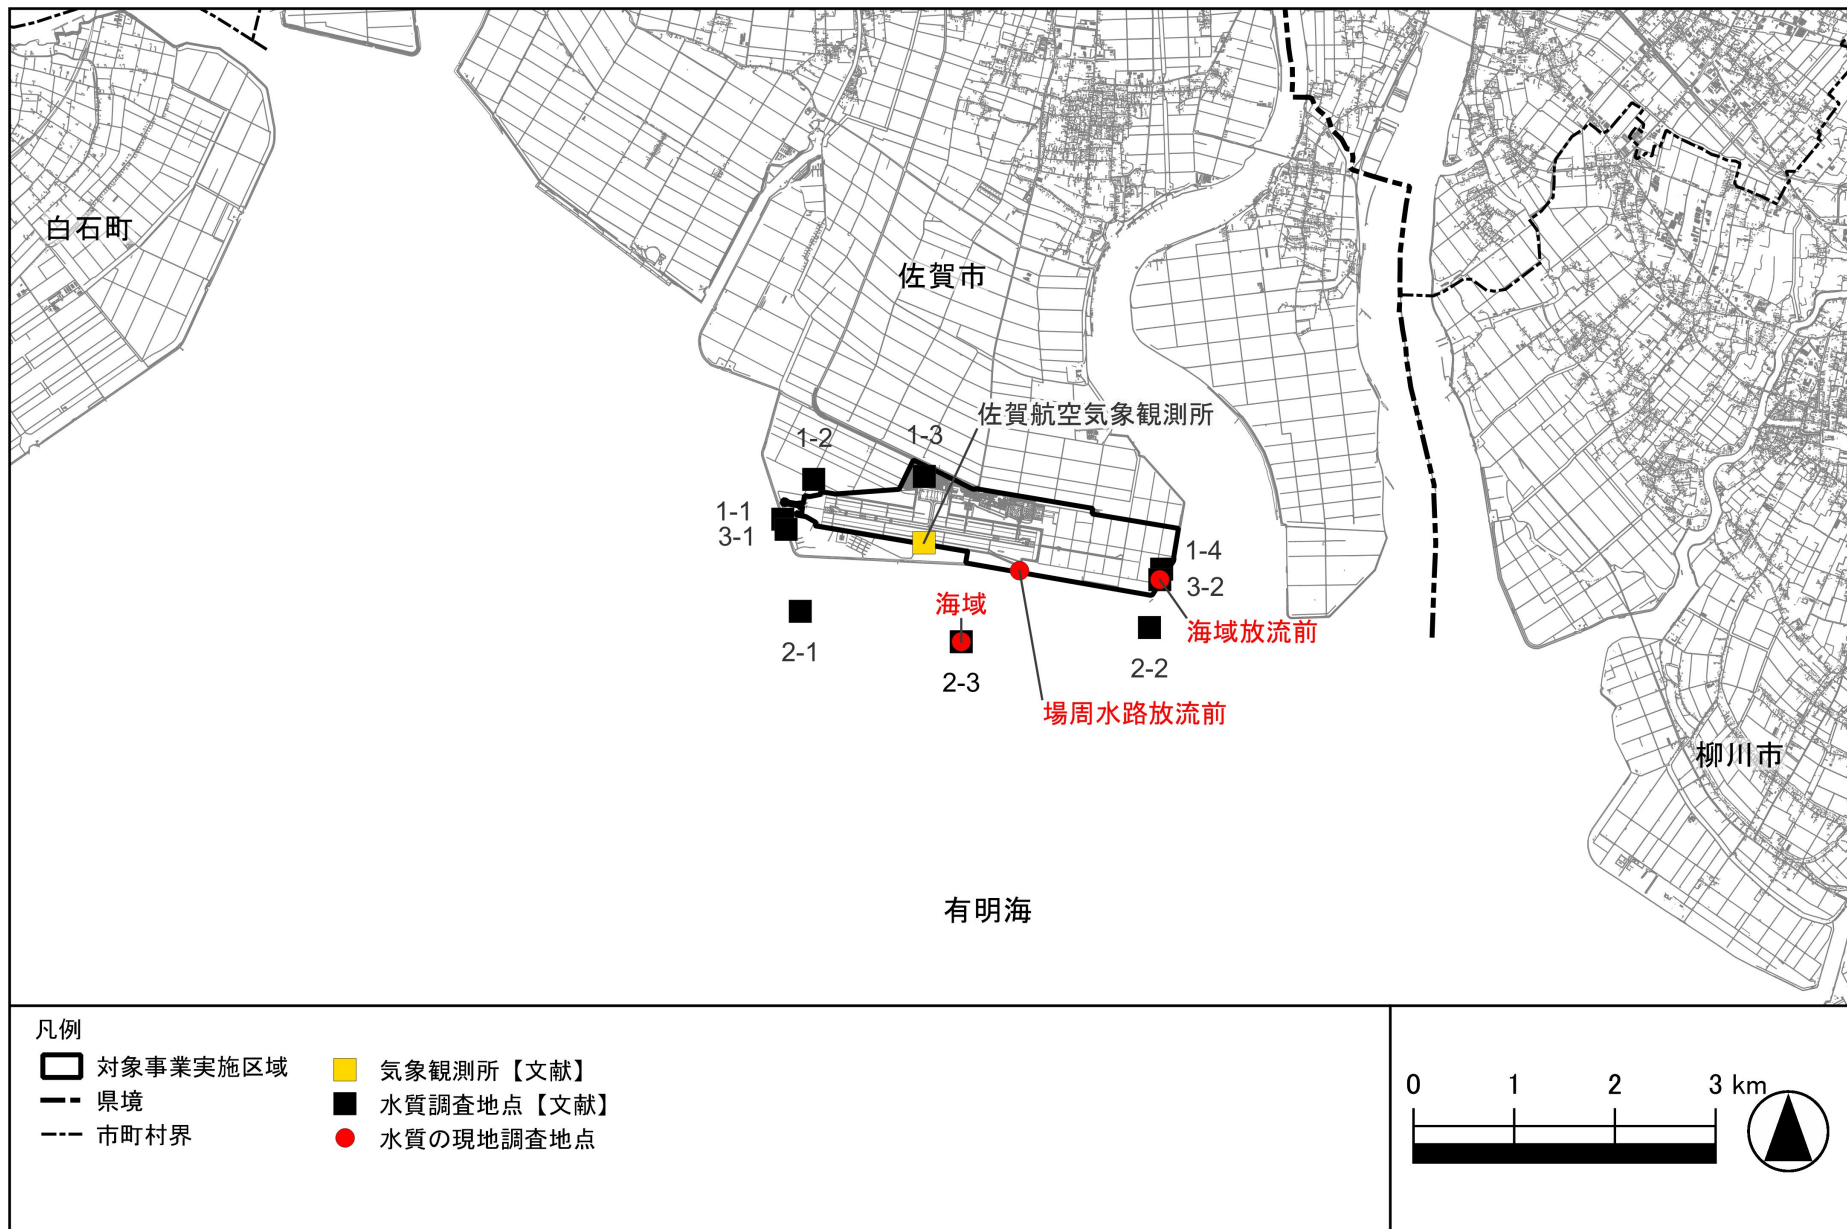 白石町
佐賀市
佐賀航空気象観測所
1-2
1-3
1-1
3-1
1-4
3-2
海域
海域放流前
2-1
2-3
2-2
場周水路放流前
柳川市
有明海
凡例
対象事業実施区域
県境
市町村界
気象観測所【文献】
水質調査地点【文献】
水質の現地調査地点
0 1 2 3 km